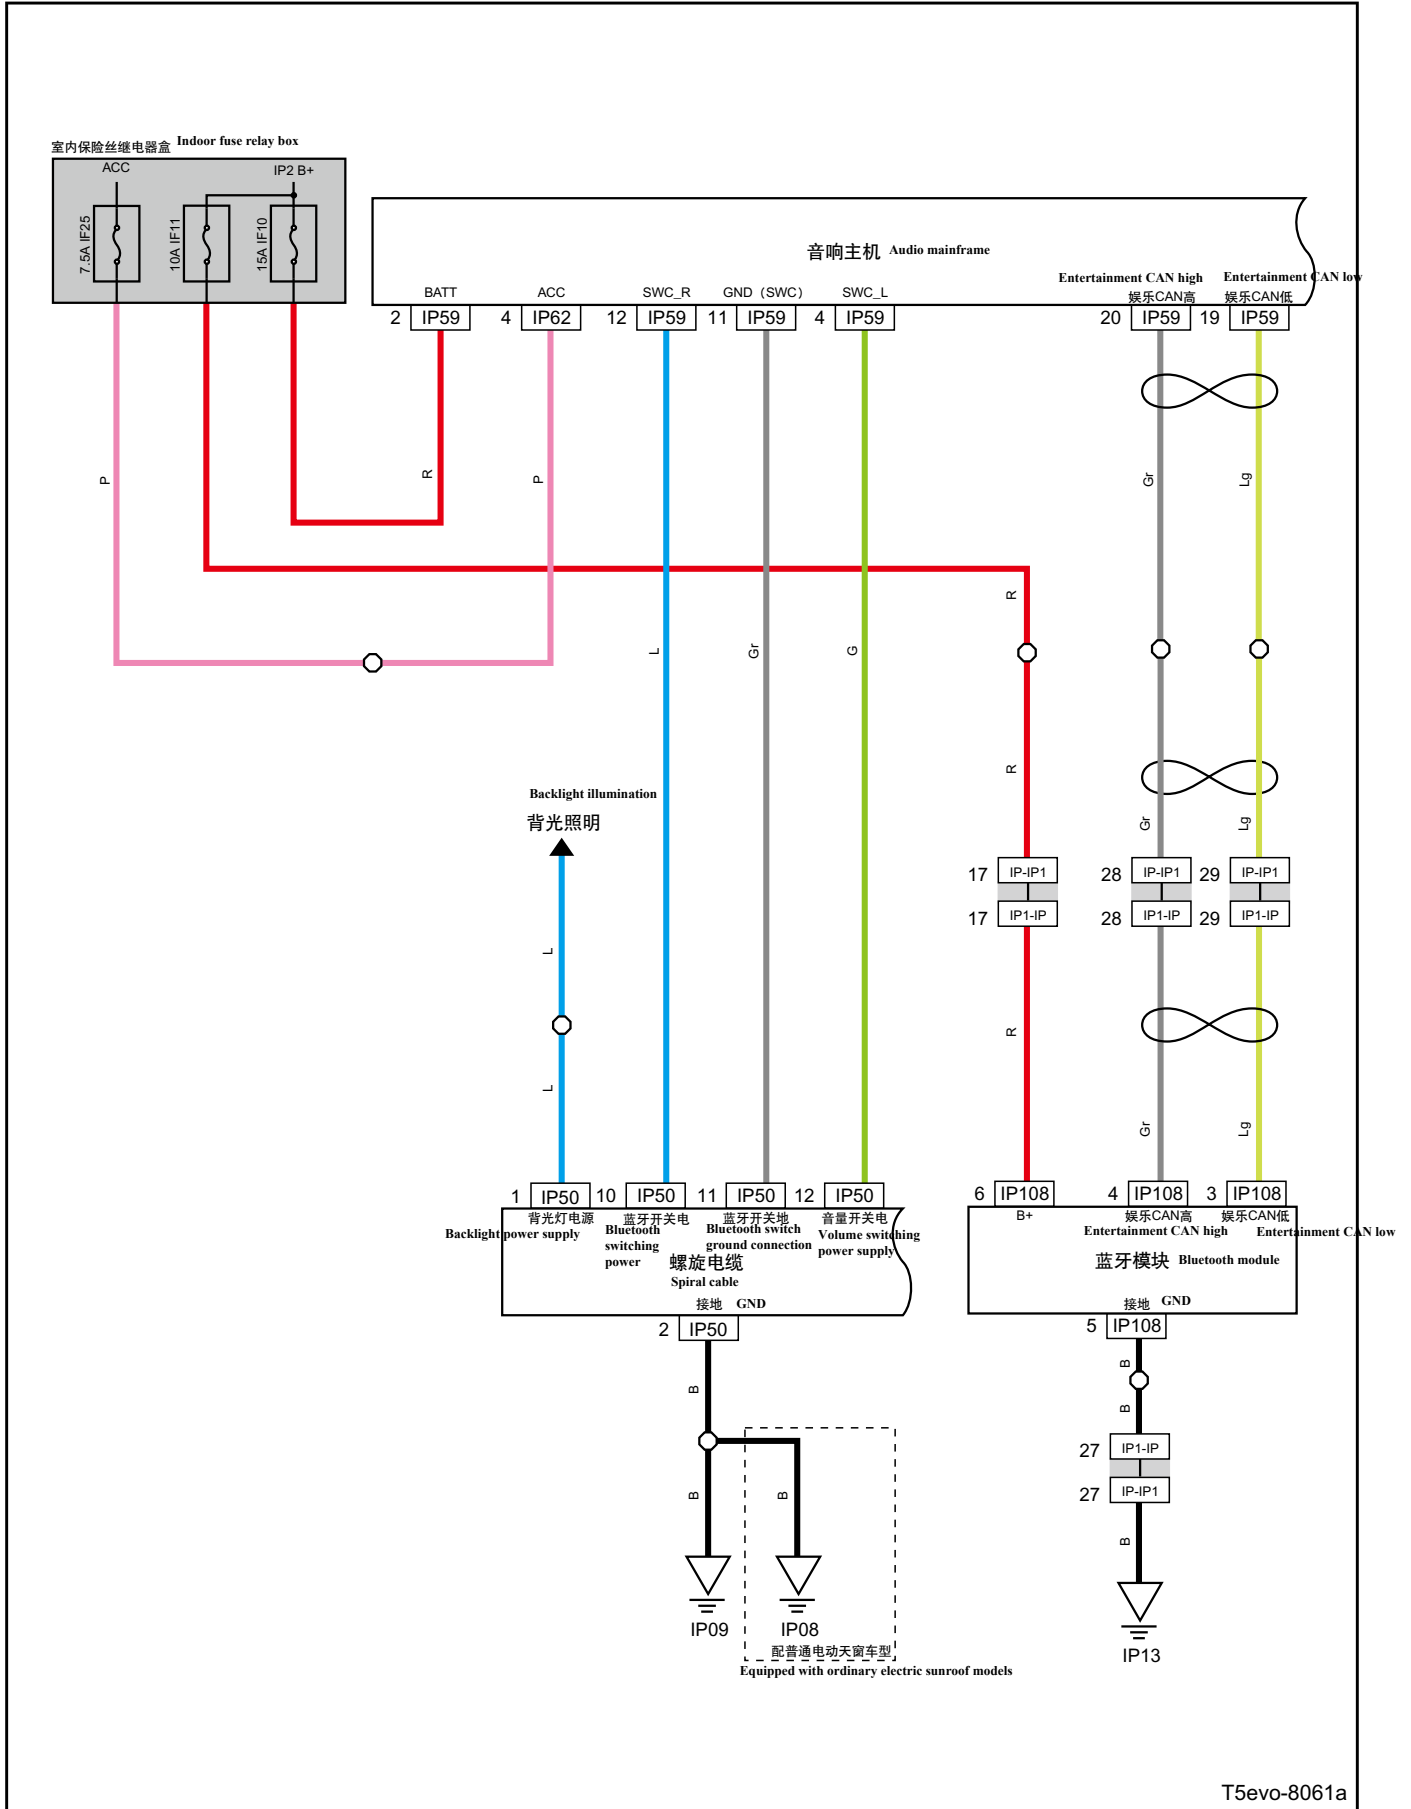 室内保险丝继电器盒 Indoor fuse relay box
ACC
IP2 B+
7.5A IF25
10A IF11
15A IF10
音响主机 Audio mainframe
Entertainment CAN high
Entertainment CAN low
BATT
ACC
SWC_R
GND（SWC）
SWC_L
娱乐CAN高
娱乐CAN低
2 IP59
4 IP62
12 IP59
11 IP59
4 IP59
20 IP59
19 IP59
P
R
P
Gr
Lg
R
L
Gr
G
R
Backlight illumination
背光照明
Gr
Lg
17 IP-IP1
28 IP-IP1
29 IP-IP1
17 IP1-IP
28 IP1-IP
29 IP1-IP
L
R
L
Gr
Lg
1 IP50
10 IP50
11 IP50
12 IP50
6 IP108
4 IP108
3 IP108
背光灯电源
蓝牙开关电
蓝牙开关地
音量开关电
B+
娱乐CAN高
娱乐CAN低
Backlight power supply
Bluetooth
switching
power
Bluetooth switch
ground connection
Volume switching
power supply
Entertainment CAN high
Entertainment CAN low
螺旋电缆
Spiral cable
蓝牙模块 Bluetooth module
接地 GND
接地 GND
2 IP50
5 IP108
B
B
B
27 IP1-IP
27 IP-IP1
B
B
B
IP09
IP08
IP13
配普通电动天窗车型
Equipped with ordinary electric sunroof models
T5evo-8061a